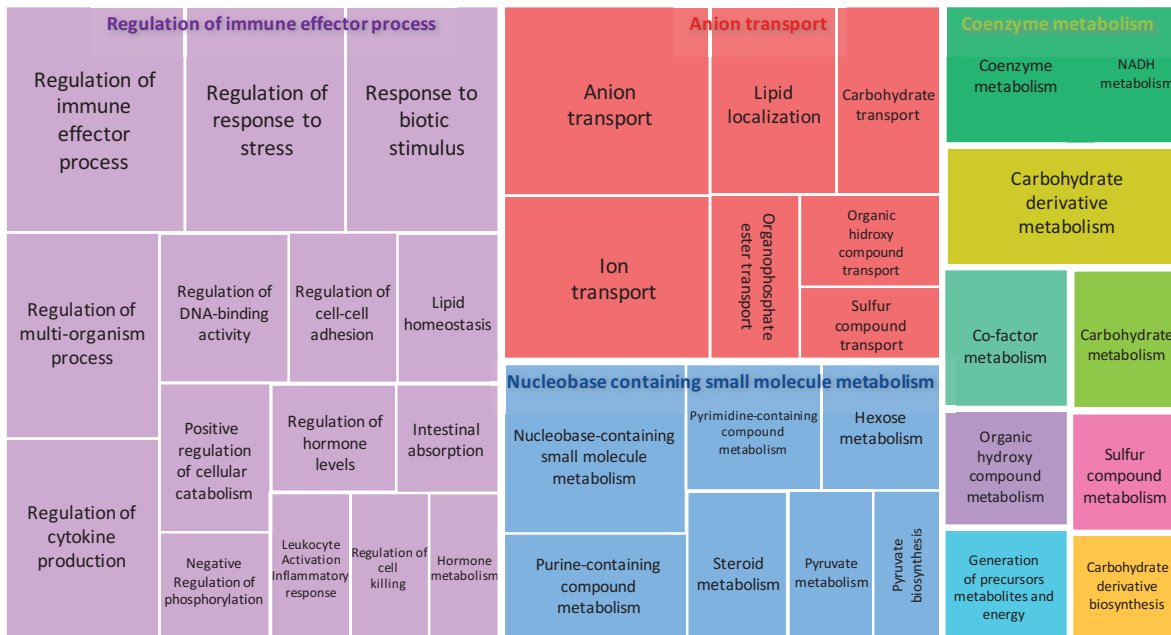 Regulation of immune effector process
Regulation of
immune
effector
process
Regulation of
response to
stress
Response to
biotic
stimulus
Regulation of
multi-organism
process
Regulation of
DNA-binding
activity
Regulation of
cell-cell
adhesion
Lipid
homeostasis
Regulation of
cytokine
production
Positive
regulation
of cellular
catabolism
Regulation of
hormone
levels
Intestinal
absorption
Negative
Regulation of
phosphorylation
Leukocyte
Activation
Inflammatory
response
Regulation of
cell
killing
Hormone
metabolism
Anion transport
Anion
transport
Lipid
localization
Carbohydrate
transport
Ion
transport
Organophosphate
ester transport
Organic
hidroxy
compound
transport
Sulfur
compound
transport
Nucleobase containing small molecule metabolism
Nucleobase-containing
small molecule
metabolism
Pyrimidine-containing
compound
metabolism
Hexose
metabolism
Purine-containing
compound
metabolism
Steroid
metabolism
Pyruvate
metabolism
Pyruvate
biosynthesis
Coenzyme metabolism
Coenzyme
metabolism
NADH
metabolism
Carbohydrate
derivative
metabolism
Co-factor
metabolism
Carbohydrate
metabolism
Organic
hydroxy
compound
metabolism
Sulfur
compound
metabolism
Generation
of precursors
metabolites and
energy
Carbohydrate
derivative
biosynthesis